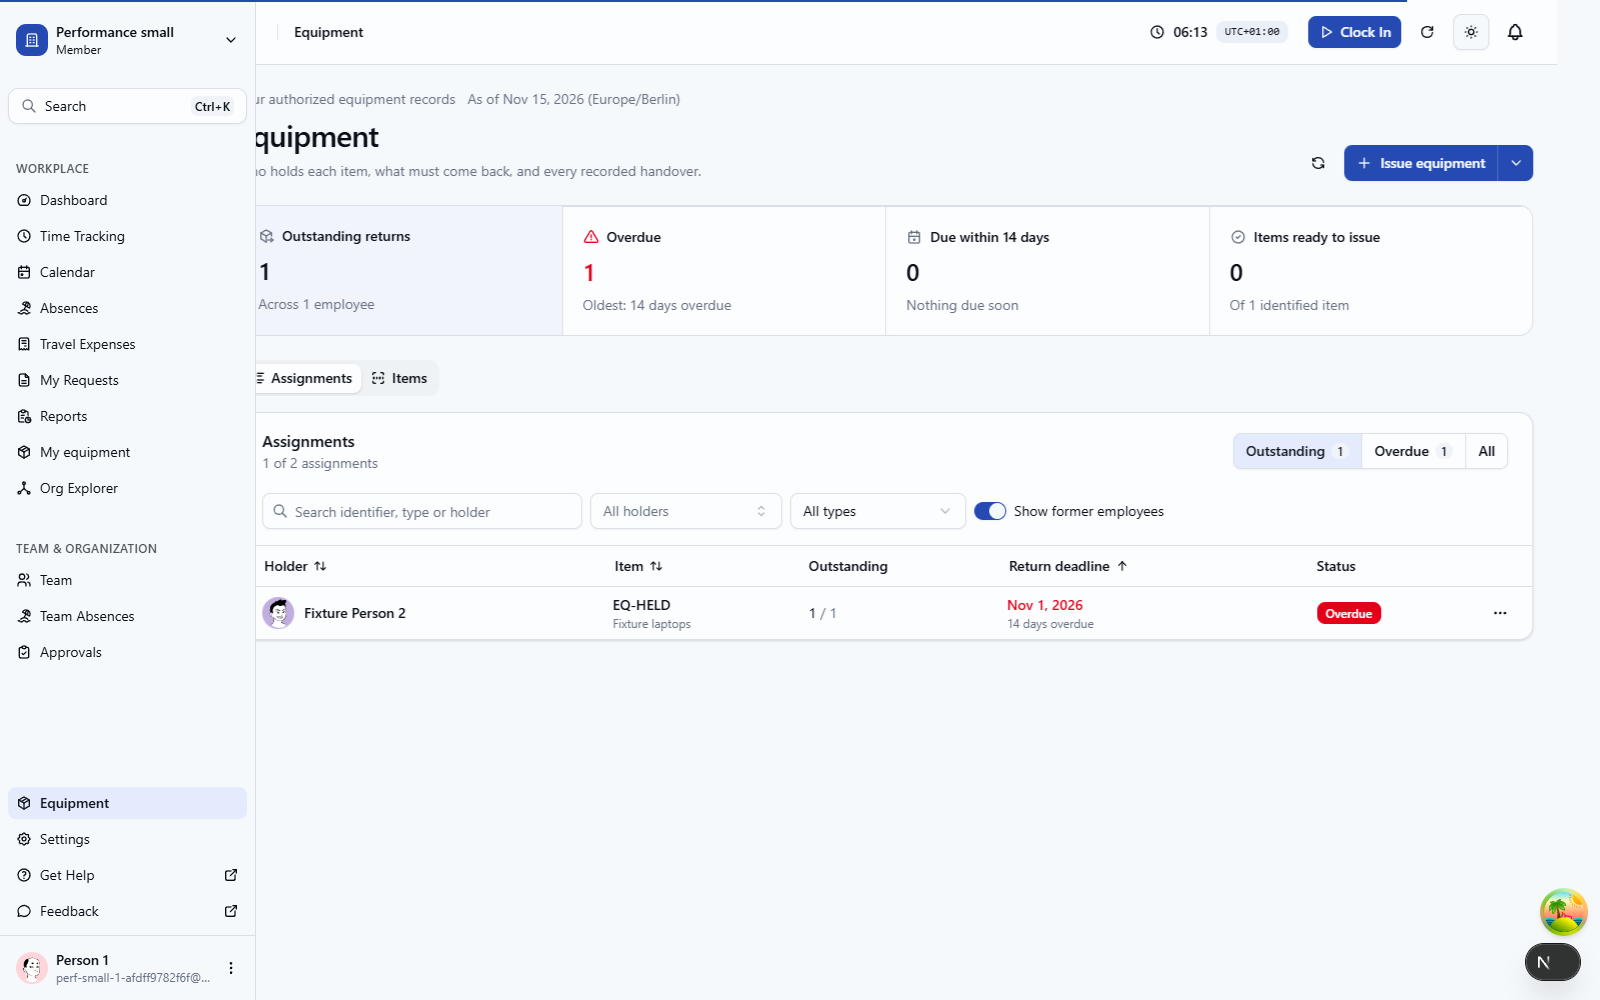 Performance small
Member
Search
Ctrl+K
WORKPLACE
Dashboard
Time Tracking
Calendar
Absences
Travel Expenses
My Requests
Reports
My equipment
Org Explorer
TEAM & ORGANIZATION
Team
Team Absences
Approvals
Equipment
Settings
Get Help
Feedback
Person 1
perf-small-1-afdff9782f6f@...
Equipment
06:13
UTC+01:00
Clock In
authorized equipment records As of Nov 15, 2026 (Europe/Berlin)
quipment
holds each item, what must come back, and every recorded handover.
Issue equipment
Outstanding returns
1
Across 1 employee
Overdue
1
Oldest: 14 days overdue
Due within 14 days
0
Nothing due soon
Items ready to issue
0
Of 1 identified item
Assignments
Items
Assignments
1 of 2 assignments
Outstanding 1
Overdue 1
All
Search identifier, type or holder
All holders
All types
Show former employees
Holder
Item
Outstanding
Return deadline
Status
Fixture Person 2
EQ-HELD
Fixture laptops
1 / 1
Nov 1, 2026
14 days overdue
Overdue
N